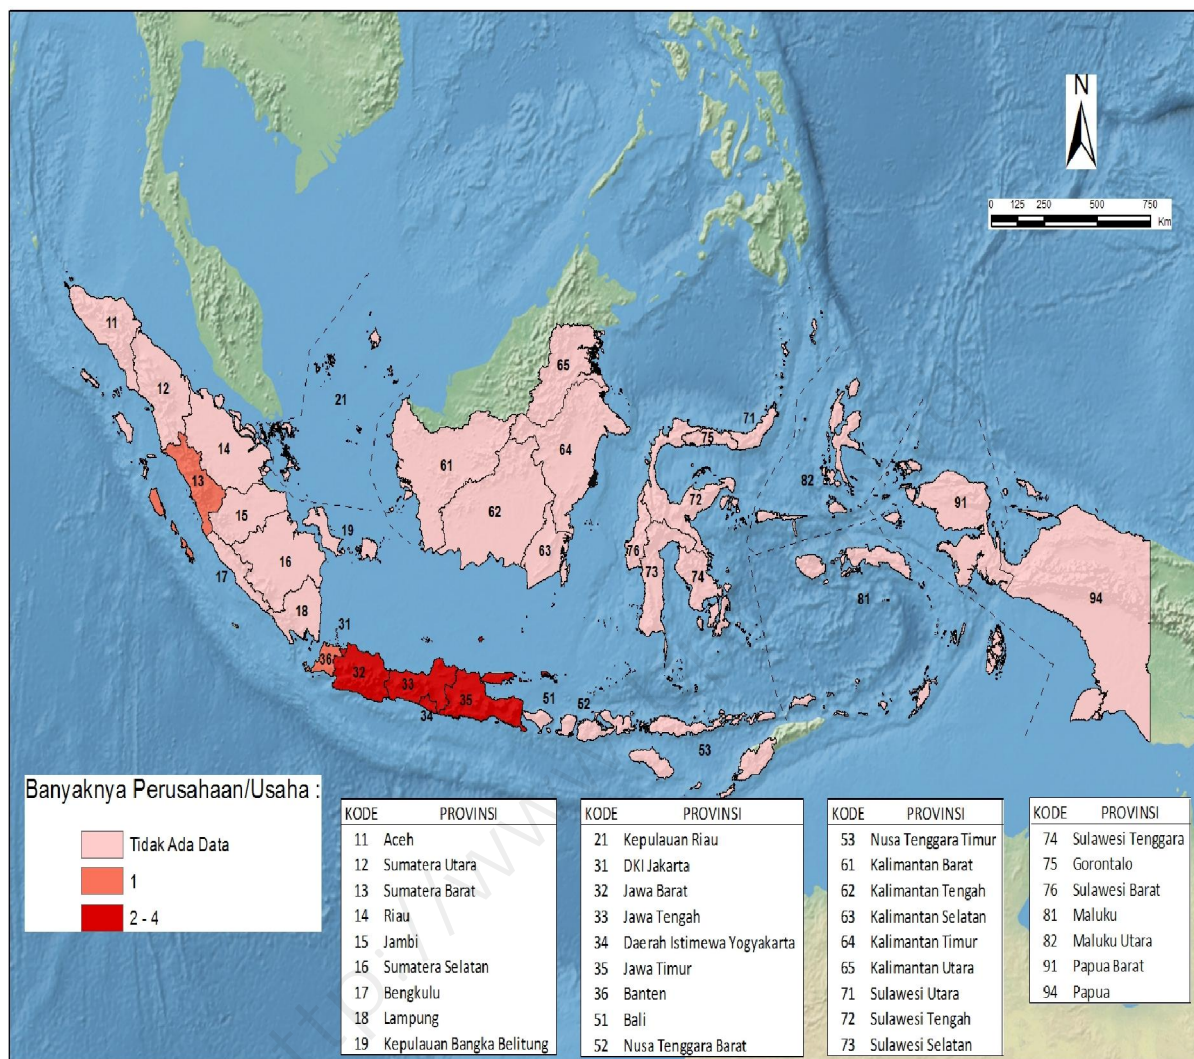 N
0 125 250 500 750
Km
11
12
13
14
15
16
17
18
19
21
31
32
33
34
35
36
51
52
53
61
62
63
64
65
71
72
73
74
75
76
81
82
91
94
Banyaknya Perusahaan/Usaha :
Tidak Ada Data
1
2 - 4
KODE PROVINSI
11 Aceh
12 Sumatera Utara
13 Sumatera Barat
14 Riau
15 Jambi
16 Sumatera Selatan
17 Bengkulu
18 Lampung
19 Kepulauan Bangka Belitung
KODE PROVINSI
21 Kepulauan Riau
31 DKI Jakarta
32 Jawa Barat
33 Jawa Tengah
34 Daerah Istimewa Yogyakarta
35 Jawa Timur
36 Banten
51 Bali
52 Nusa Tenggara Barat
KODE PROVINSI
53 Nusa Tenggara Timur
61 Kalimantan Barat
62 Kalimantan Tengah
63 Kalimantan Selatan
64 Kalimantan Timur
65 Kalimantan Utara
71 Sulawesi Utara
72 Sulawesi Tengah
73 Sulawesi Selatan
KODE PROVINSI
74 Sulawesi Tenggara
75 Gorontalo
76 Sulawesi Barat
81 Maluku
82 Maluku Utara
91 Papua Barat
94 Papua